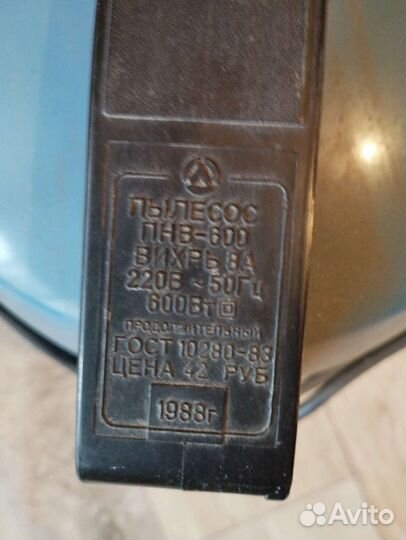 ПЫЛЕСОС
ПНВ-600
ВИХРЬ 8А
220В ~ 50Гц
600Вт
ПРОДОЛЖИТЕЛЬНЫЙ
ГОСТ 10280-83
ЦЕНА 42 РУБ
1988г
Avito